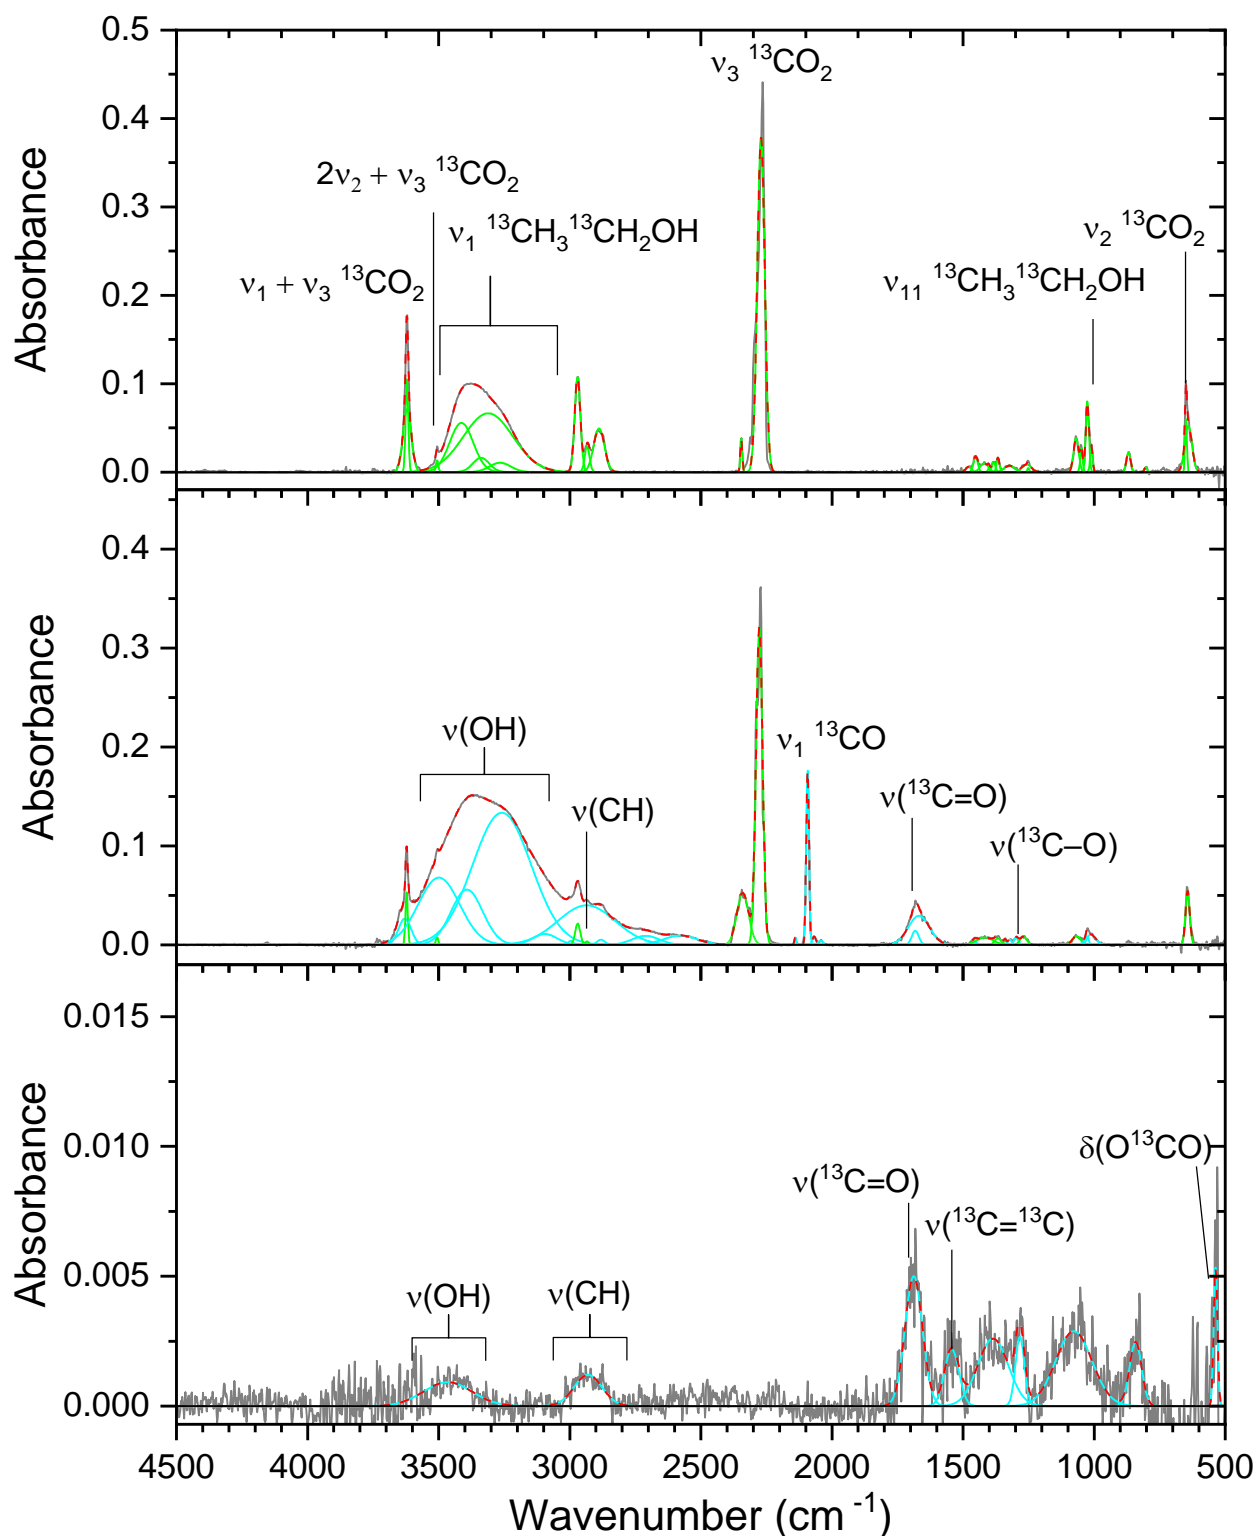 0.5
ν3 13CO2
0.4
2ν2 + ν3 13CO2
0.3
ν1 13CH313CH2OH
ν2 13CO2
ν1 + ν3 13CO2
ν11 13CH313CH2OH
0.2
0.1
0.0
Absorbance
0.4
0.3
ν(OH)
ν1 13CO
0.2
ν(CH)
ν(13C=O)
ν(13C–O)
0.1
0.0
Absorbance
0.015
0.010
δ(O13CO)
ν(13C=O)
ν(13C=13C)
0.005
ν(OH)
ν(CH)
0.000
Absorbance
4500 4000 3500 3000 2500 2000 1500 1000 500
Wavenumber (cm -1)